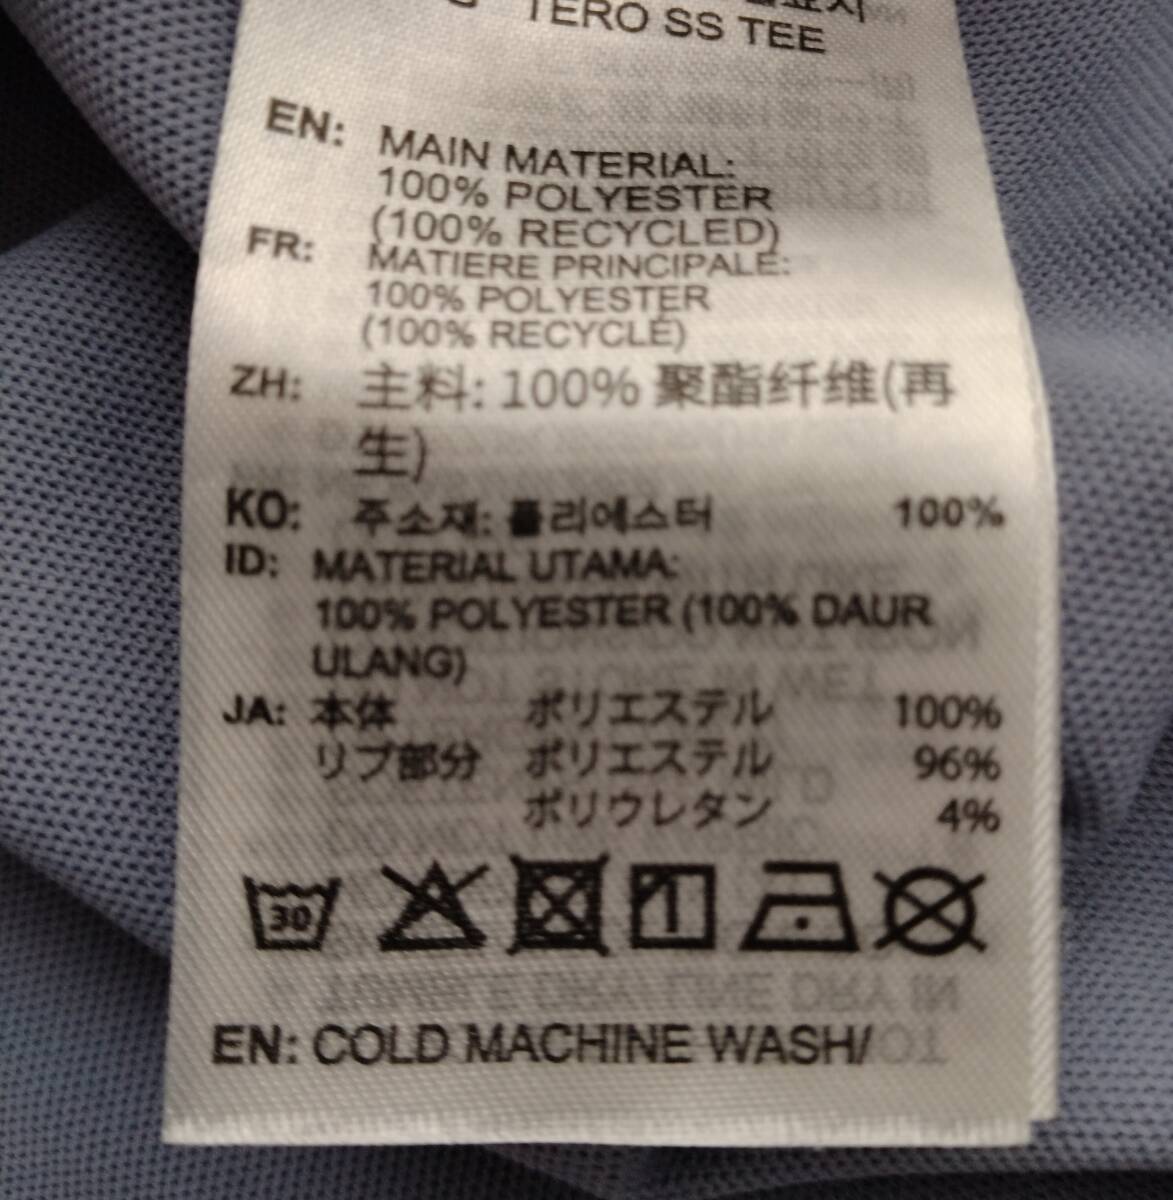 TERO SS TEE
EN: MAIN MATERIAL:
100% POLYESTER
(100% RECYCLED)
FR: MATIERE PRINCIPALE:
100% POLYESTER
(100% RECYCLÉ)
ZH: 主料: 100% 聚酯纤维(再
生)
KO: 주소재: 폴리에스터 100%
ID: MATERIAL UTAMA:
100% POLYESTER (100% DAUR
ULANG)
JA: 本体 ポリエステル 100%
リブ部分 ポリエステル 96%
ポリウレタン 4%
30
EN: COLD MACHINE WASH/